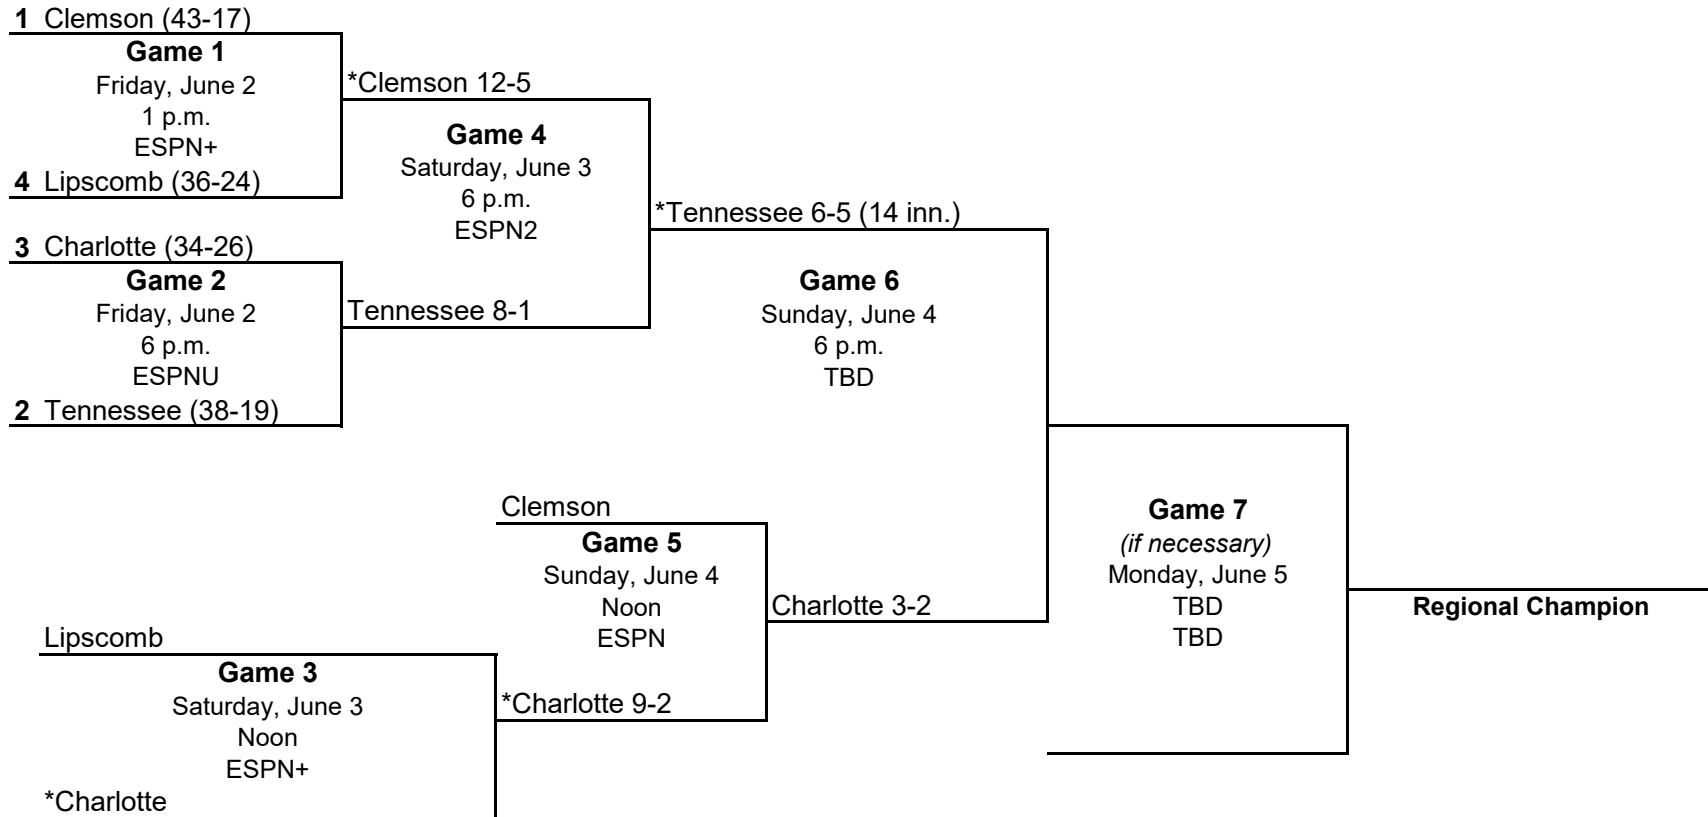 1 Clemson (43-17)
Game 1
Friday, June 2
1 p.m.
ESPN+
4 Lipscomb (36-24)
*Clemson 12-5
Game 4
Saturday, June 3
6 p.m.
ESPN2
3 Charlotte (34-26)
Game 2
Friday, June 2
6 p.m.
ESPNU
2 Tennessee (38-19)
Tennessee 8-1
*Tennessee 6-5 (14 inn.)
Game 6
Sunday, June 4
6 p.m.
TBD
Clemson
Game 5
Sunday, June 4
Noon
ESPN
Charlotte 3-2
Lipscomb
Game 3
Saturday, June 3
Noon
ESPN+
*Charlotte
*Charlotte 9-2
Game 7
(if necessary)
Monday, June 5
TBD
TBD
Regional Champion